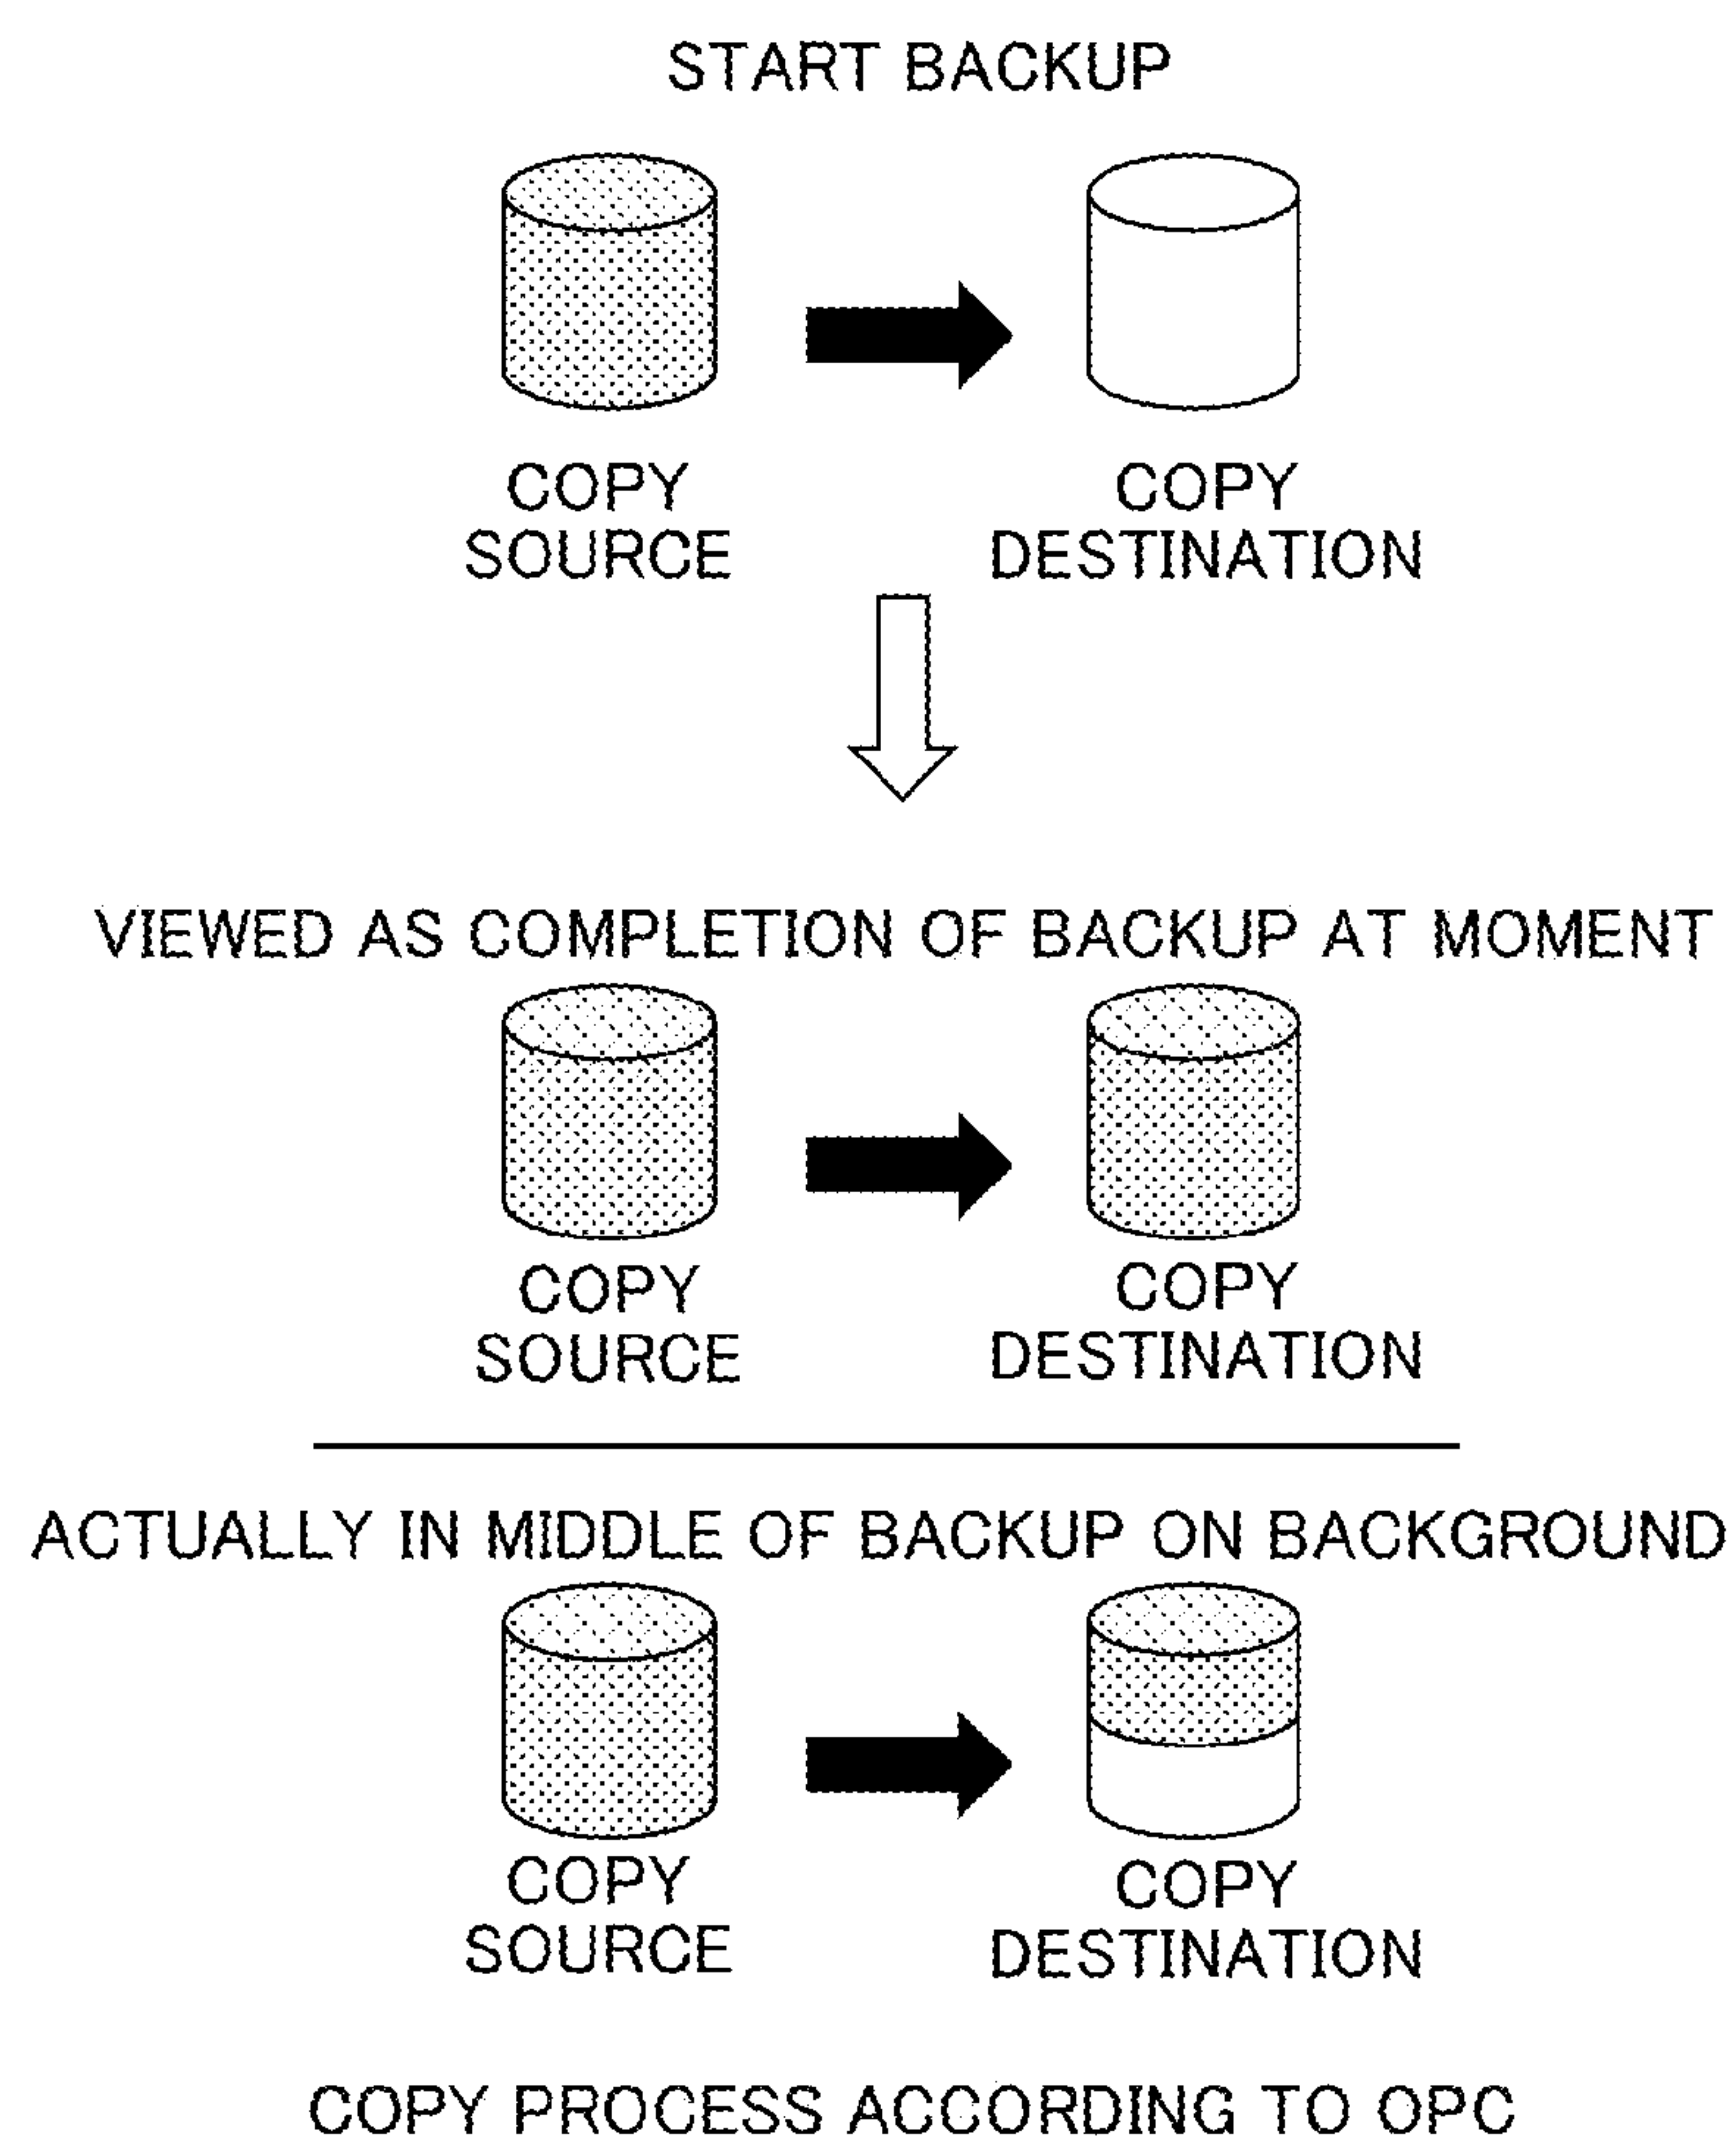 START BACKUP
COPY
SOURCE
COPY
DESTINATION
VIEWED AS COMPLETION OF BACKUP AT MOMENT
COPY
SOURCE
COPY
DESTINATION
ACTUALLY IN MIDDLE OF BACKUP ON BACKGROUND
COPY
SOURCE
COPY
DESTINATION
COPY PROCESS ACCORDING TO OPC